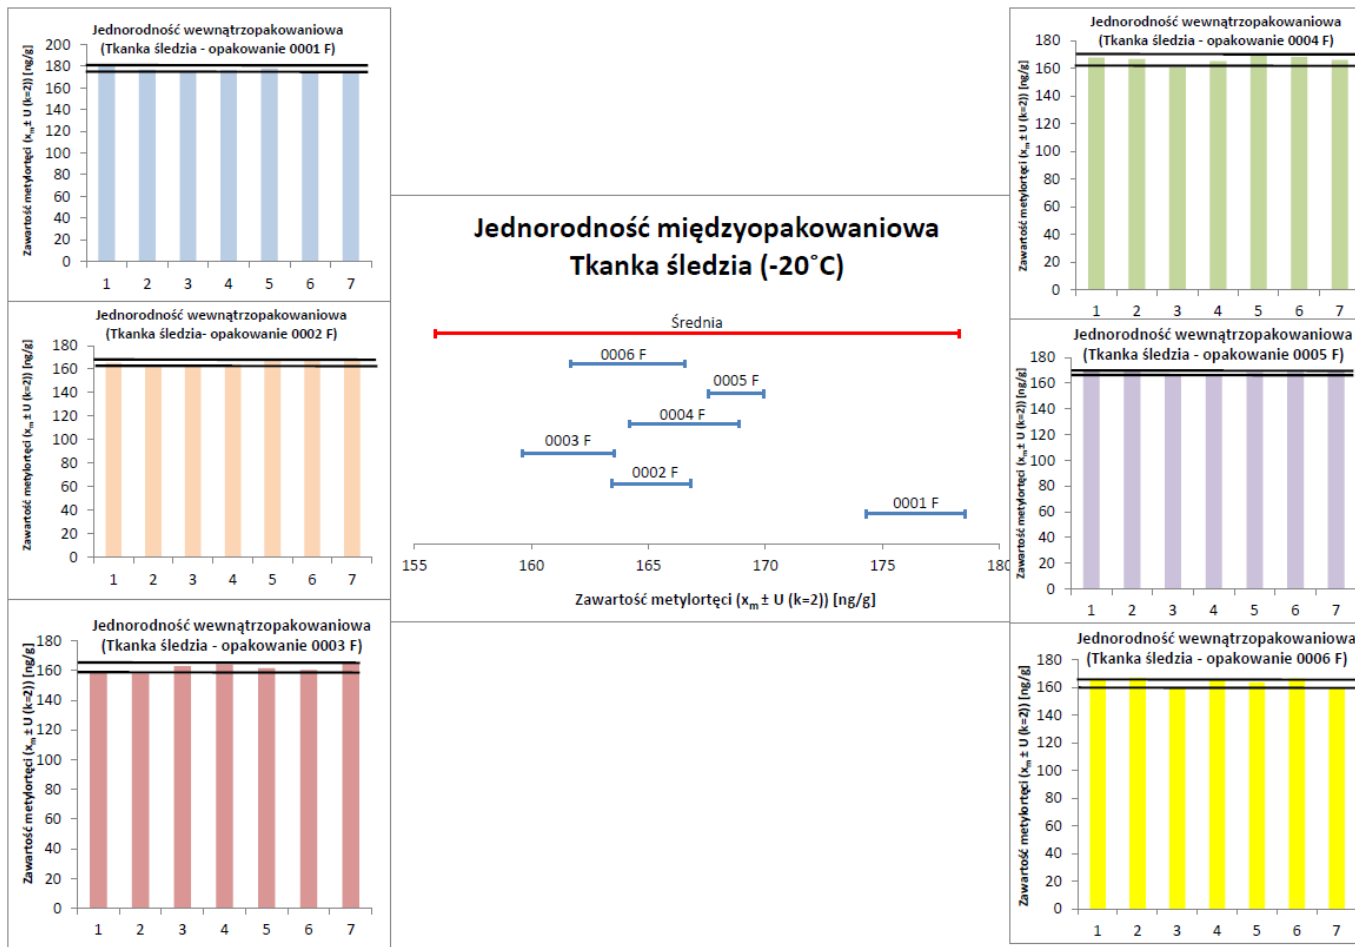 Jednorodność wewnątrzopakowaniowa
(Tkanka śledzia - opakowanie 0001 F)
Zawartość metylortęci (xm ± U (k=2)) [ng/g]
200
180
160
140
120
100
80
60
40
20
0
1 2 3 4 5 6 7
Jednorodność wewnątrzopakowaniowa
(Tkanka śledzia- opakowanie 0002 F)
Zawartość metylortęci (xm ± U (k=2)) [ng/g]
180
160
140
120
100
80
60
40
20
0
1 2 3 4 5 6 7
Jednorodność wewnątrzopakowaniowa
(Tkanka śledzia - opakowanie 0003 F)
Zawartość metylortęci (xm ± U (k=2)) [ng/g]
180
160
140
120
100
80
60
40
20
0
1 2 3 4 5 6 7
Jednorodność międzyopakowaniowa
Tkanka śledzia (-20°C)
Średnia
0006 F
0005 F
0004 F
0003 F
0002 F
0001 F
155 160 165 170 175 180
Zawartość metylortęci (xm ± U (k=2)) [ng/g]
Jednorodność wewnątrzopakowaniowa
(Tkanka śledzia - opakowanie 0004 F)
Zawartość metylortęci (xm ± U (k=2)) [ng/g]
180
160
140
120
100
80
60
40
20
0
1 2 3 4 5 6 7
Jednorodność wewnątrzopakowaniowa
(Tkanka śledzia - opakowanie 0005 F)
Zawartość metylortęci (xm ± U (k=2)) [ng/g]
180
160
140
120
100
80
60
40
20
0
1 2 3 4 5 6 7
Jednorodność wewnątrzopakowaniowa
(Tkanka śledzia - opakowanie 0006 F)
Zawartość metylortęci (xm ± U (k=2)) [ng/g]
180
160
140
120
100
80
60
40
20
0
1 2 3 4 5 6 7